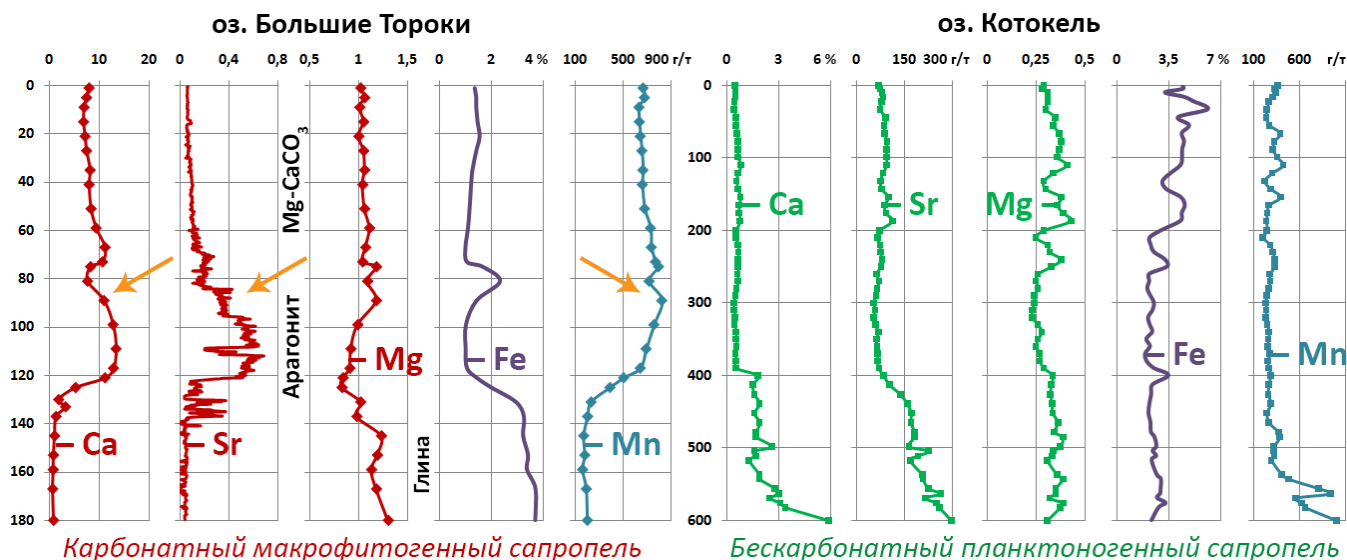 оз. Большие Тороки
оз. Котокель
0 10 20 0 0,4 0,8 0,5 1 1,5 0 2 4 % 100 500 900 г/т
0 3 6 % 0 150 300 г/т 0 0,25 0,5 0 3,5 7 % 100 600
0
20
40
60
80
100
120
140
160
180
Ca
Sr
Mg
Fe
Mn
Mg-CaCO3
Арагонит
Глина
0
100
200
300
400
500
600
Ca
Sr
Mg
Fe
Mn
Карбонатный макрофитогенный сапропель
Бескарбонатный планктоногенный сапропель